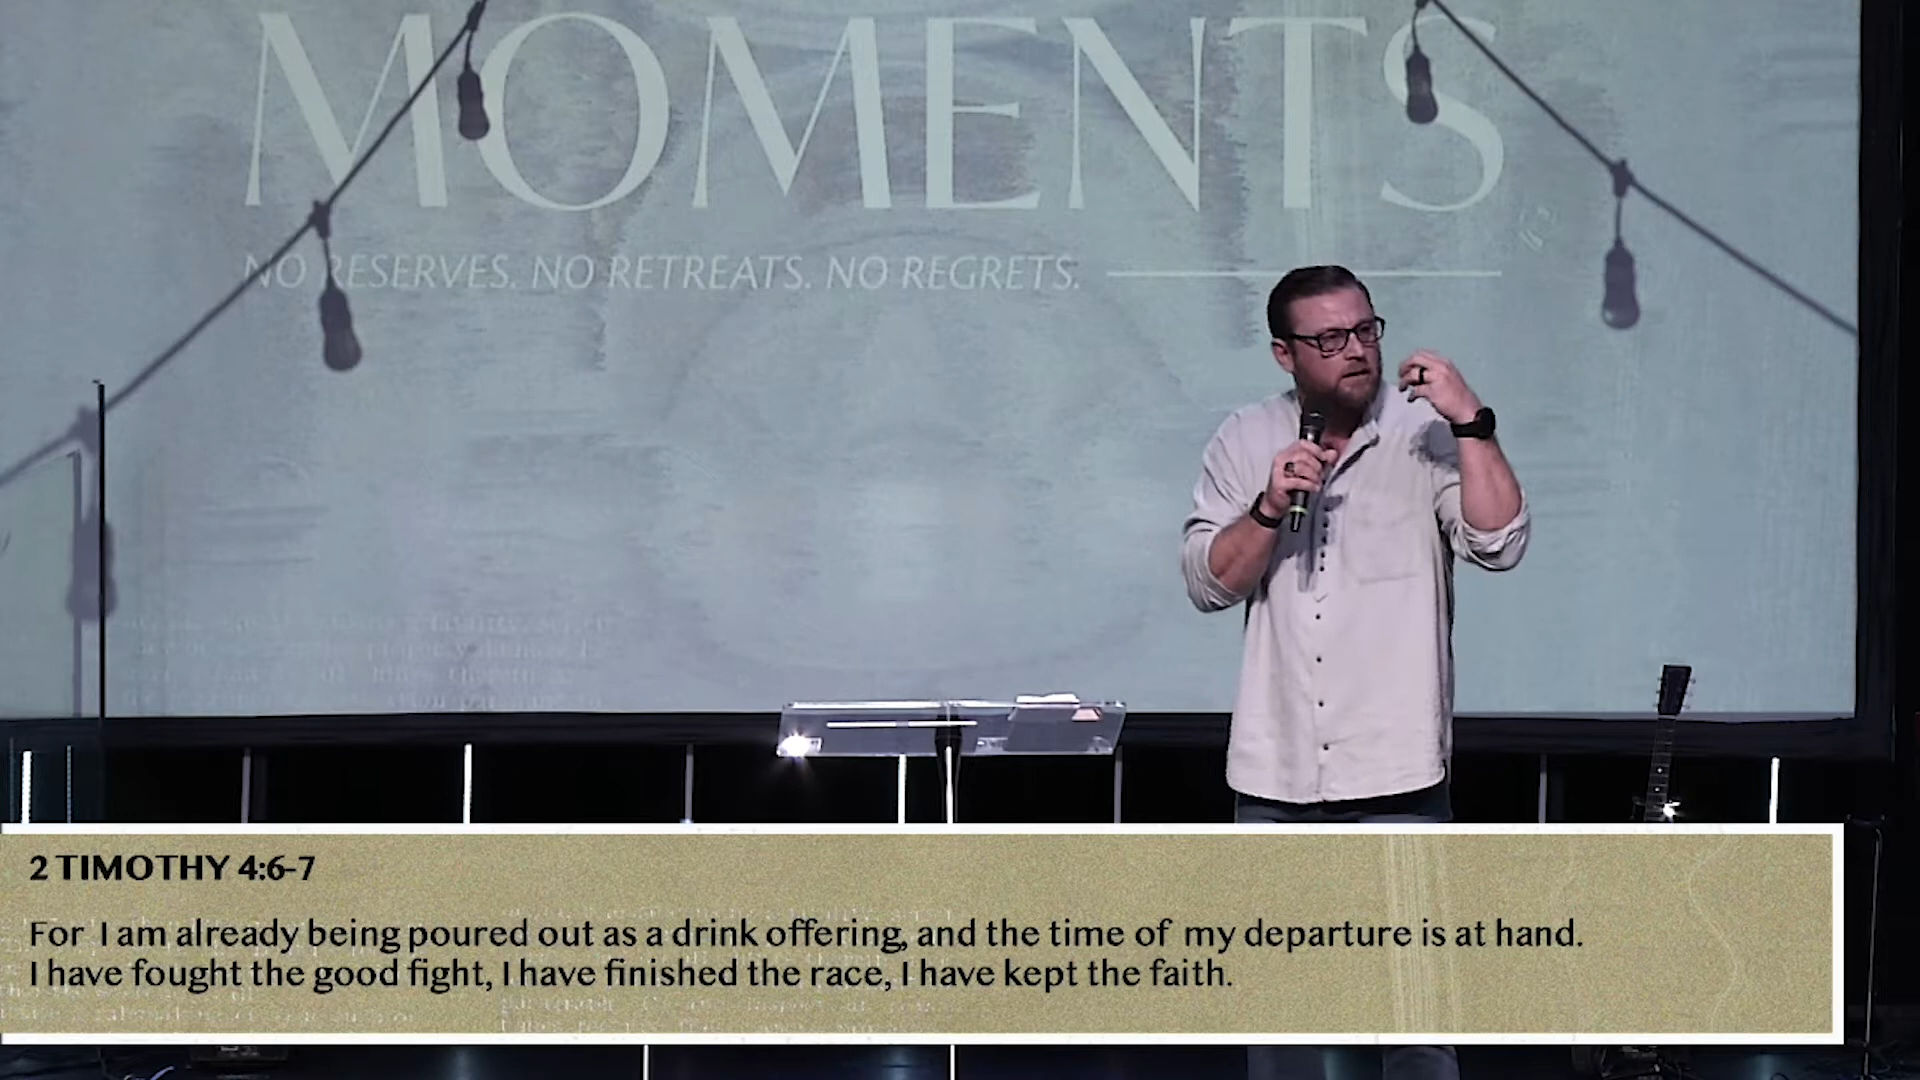 MOMENTS
NO RESERVES. NO RETREATS. NO REGRETS.
2 TIMOTHY 4:6-7
For I am already being poured out as a drink offering, and the time of my departure is at hand.
I have fought the good fight, I have finished the race, I have kept the faith.